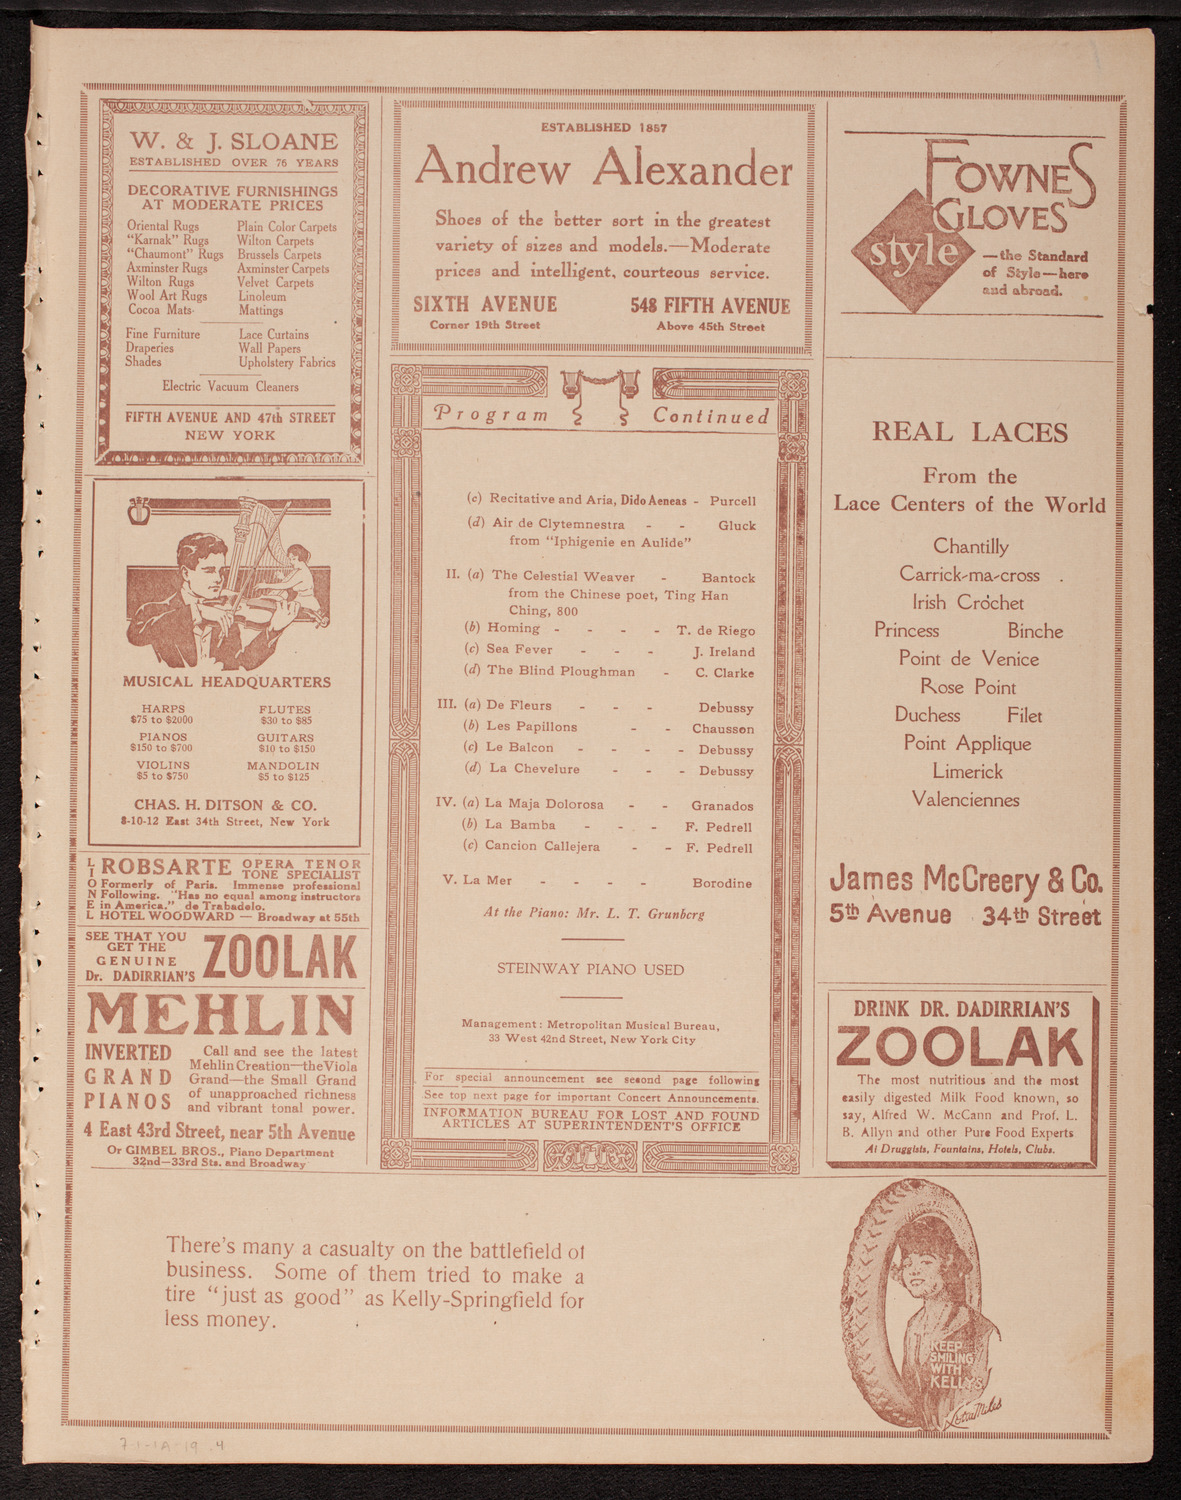 W. & J. SLOANE
ESTABLISHED OVER 76 YEARS
DECORATIVE FURNISHINGS
AT MODERATE PRICES
Oriental Rugs
"Karnak" Rugs
"Chaumont" Rugs
Axminster Rugs
Wilton Rugs
Wool Art Rugs
Cocoa Mats
Plain Color Carpets
Wilton Carpets
Brussels Carpets
Axminster Carpets
Velvet Carpets
Linoleum
Mattings
Fine Furniture
Draperies
Shades
Lace Curtains
Wall Papers
Upholstery Fabrics
Electric Vacuum Cleaners
FIFTH AVENUE AND 47th STREET
NEW YORK
MUSICAL HEADQUARTERS
HARPS
$75 to $2000
FLUTES
$30 to $85
PIANOS
$150 to $700
GUITARS
$10 to $150
VIOLINS
$5 to $750
MANDOLIN
$5 to $125
CHAS. H. DITSON & CO.
8-10-12 East 34th Street, New York
LIONEL
ROBSARTE OPERA TENOR
TONE SPECIALIST
Formerly of Paris. Immense professional
Following. "Has no equal among instructors
in America." de Trabadelo.
HOTEL WOODWARD — Broadway at 55th
SEE THAT YOU
GET THE
GENUINE
Dr. DADIRRIAN'S
ZOOLAK
MEHLIN
INVERTED
GRAND
PIANOS
Call and see the latest
Mehlin Creation—the Viola
Grand—the Small Grand
of unapproached richness
and vibrant tonal power.
4 East 43rd Street, near 5th Avenue
Or GIMBEL BROS., Piano Department
32nd—33rd Sts. and Broadway
ESTABLISHED 1857
Andrew Alexander
Shoes of the better sort in the greatest
variety of sizes and models.—Moderate
prices and intelligent, courteous service.
SIXTH AVENUE 548 FIFTH AVENUE
Corner 19th Street Above 45th Street
Program Continued
(c) Recitative and Aria, Dido Aeneas - Purcell
(d) Air de Clytemnestra - - Gluck
from "Iphigenie en Aulide"
II. (a) The Celestial Weaver - Bantock
from the Chinese poet, Ting Han
Ching, 800
(b) Homing - - - - T. de Riego
(c) Sea Fever - - - J. Ireland
(d) The Blind Ploughman - C. Clarke
III. (a) De Fleurs - - - Debussy
(b) Les Papillons - - Chausson
(c) Le Balcon - - - - Debussy
(d) La Chevelure - - - Debussy
IV. (a) La Maja Dolorosa - - Granados
(b) La Bamba - - - F. Pedrell
(c) Cancion Callejera - - F. Pedrell
V. La Mer - - - - Borodine
At the Piano: Mr. L. T. Grunberg
STEINWAY PIANO USED
Management: Metropolitan Musical Bureau,
33 West 42nd Street, New York City
For special announcement see second page following
See top next page for important Concert Announcements.
INFORMATION BUREAU FOR LOST AND FOUND
ARTICLES AT SUPERINTENDENT'S OFFICE
FOWNES
GLOVES
style
—the Standard
of Style—here
and abroad.
REAL LACES
From the
Lace Centers of the World
Chantilly
Carrick-ma-cross
Irish Crochet
Princess Binche
Point de Venice
Rose Point
Duchess Filet
Point Applique
Limerick
Valenciennes
James McCreery & Co.
5th Avenue 34th Street
DRINK DR. DADIRRIAN'S
ZOOLAK
The most nutritious and the most
easily digested Milk Food known, so
say, Alfred W. McCann and Prof. L.
B. Allyn and other Pure Food Experts
At Druggists, Fountains, Hotels, Clubs.
There's many a casualty on the battlefield of
business. Some of them tried to make a
tire "just as good" as Kelly-Springfield for
less money.
KEEP
SMILING
WITH
KELLYS
7-1-1A-19 .4